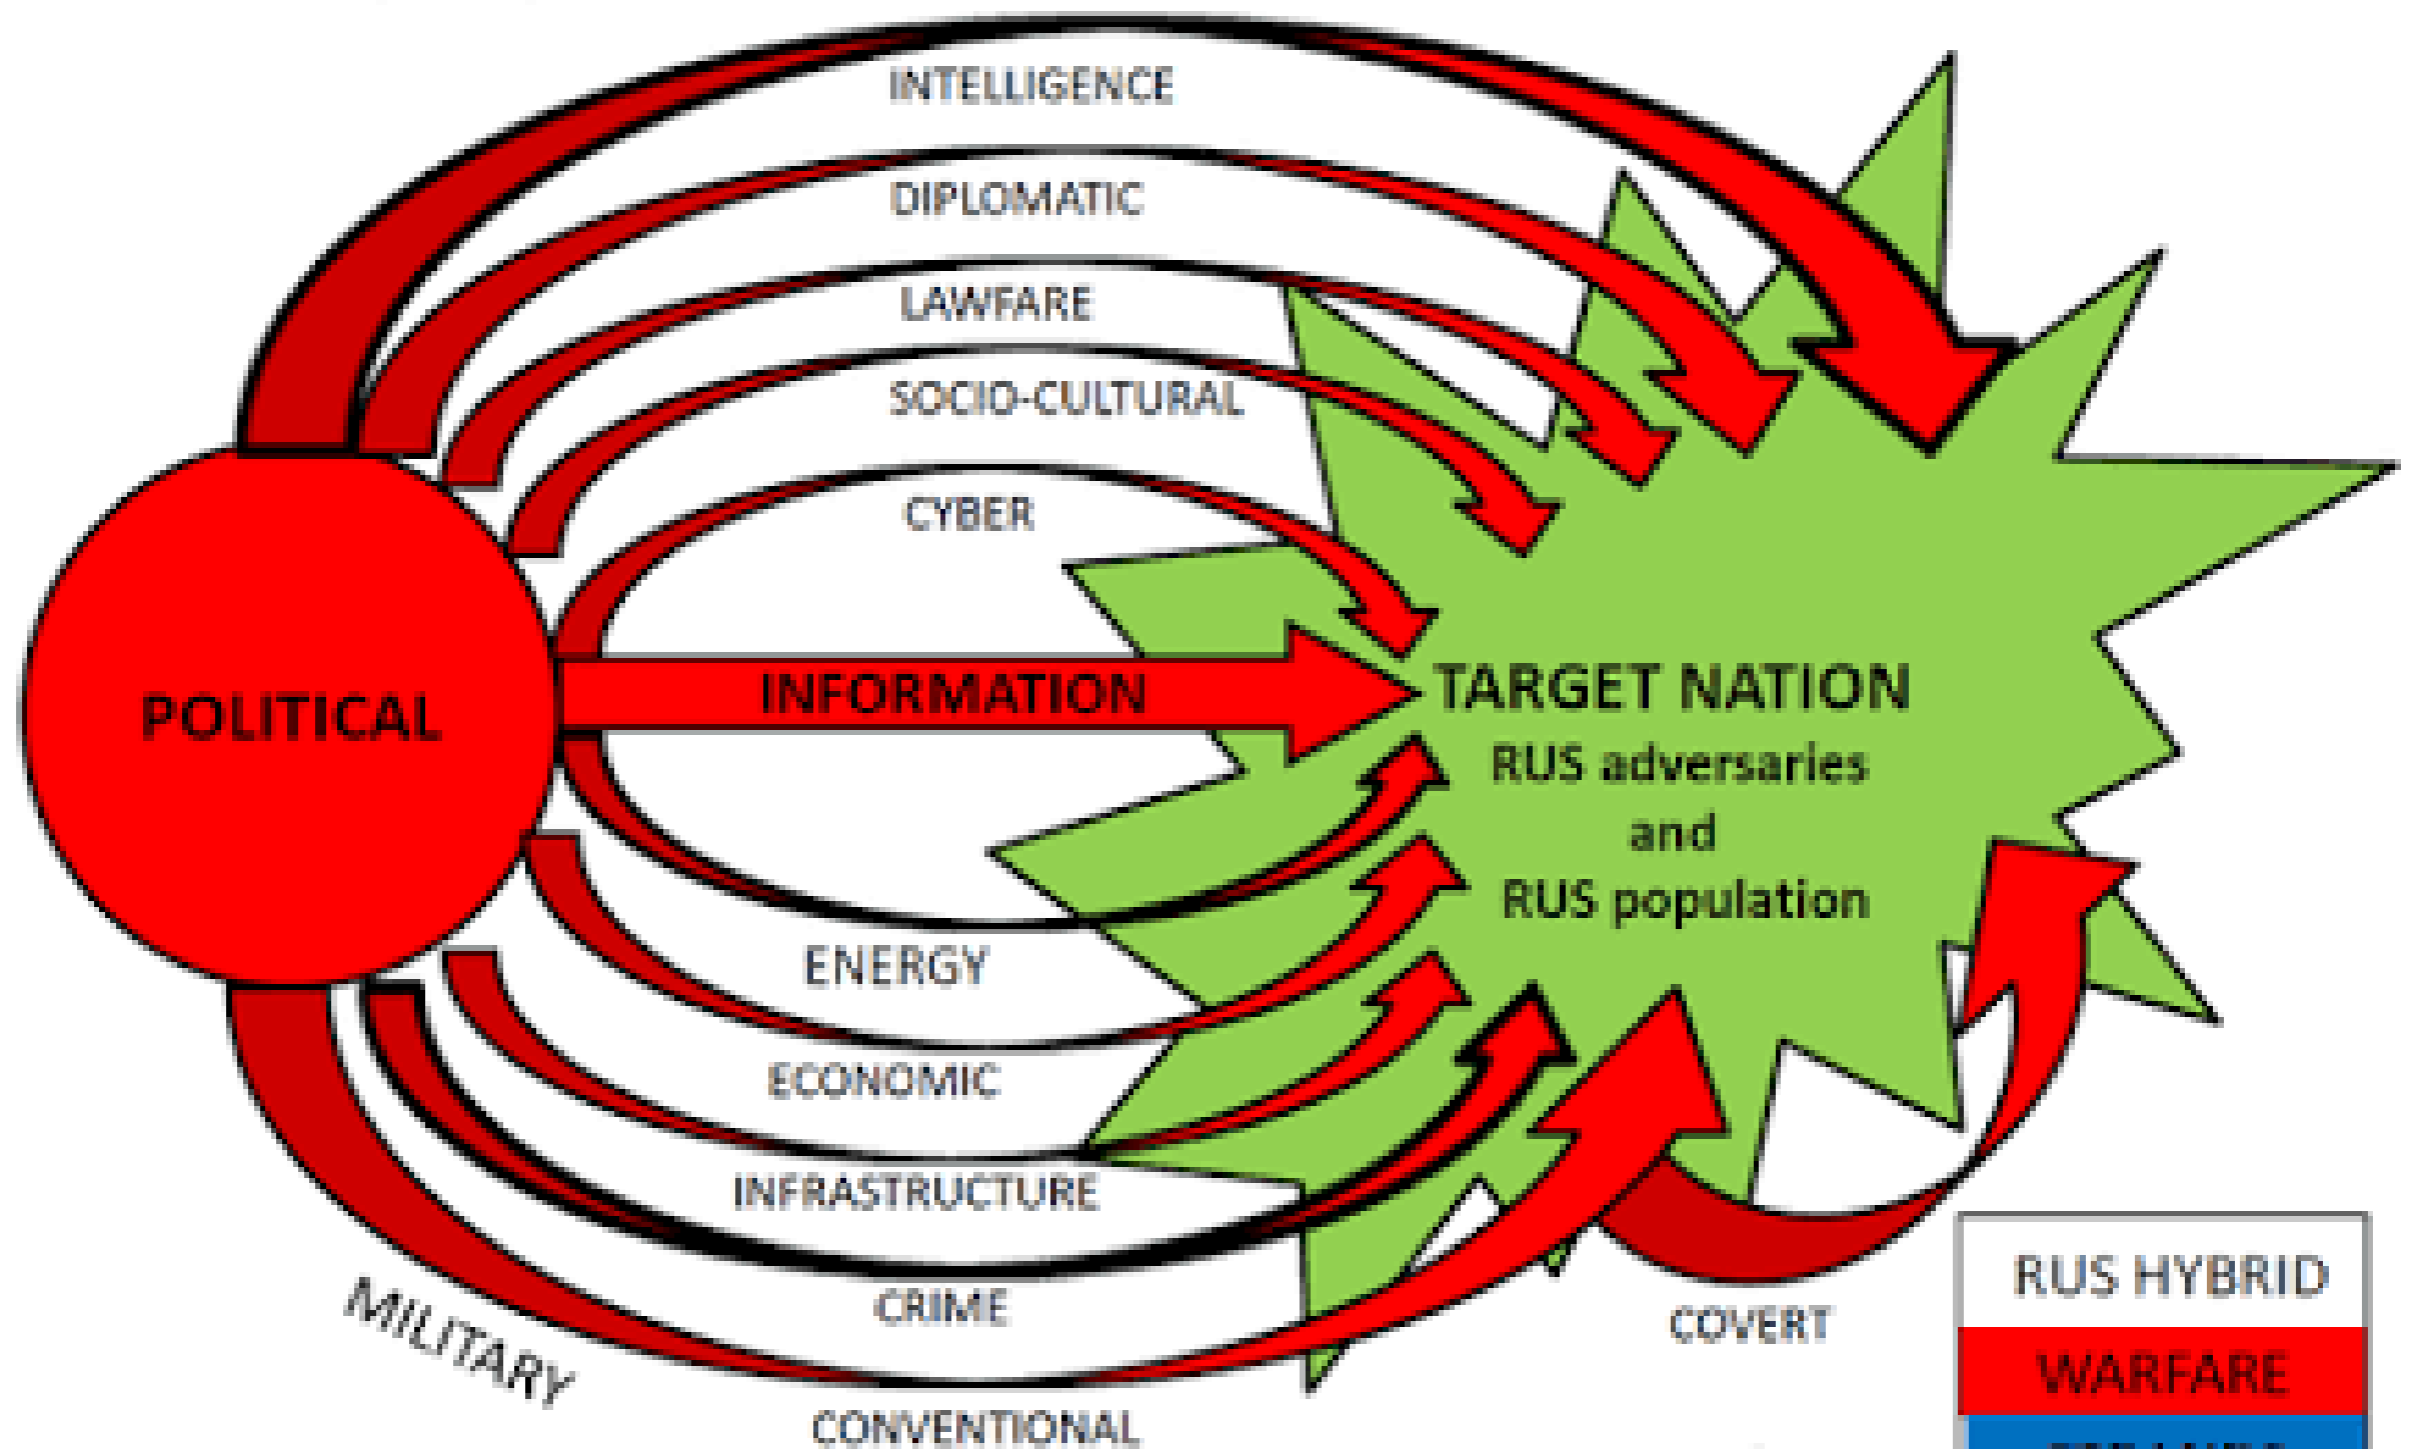 INTELLIGENCE
DIPLOMATIC
LAWFARE
SOCIO-CULTURAL
CYBER
POLITICAL
INFORMATION
TARGET NATION
RUS adversaries
and
RUS population
ENERGY
ECONOMIC
INFRASTRUCTURE
CRIME
MILITARY
CONVENTIONAL
COVERT
RUS HYBRID
WARFARE